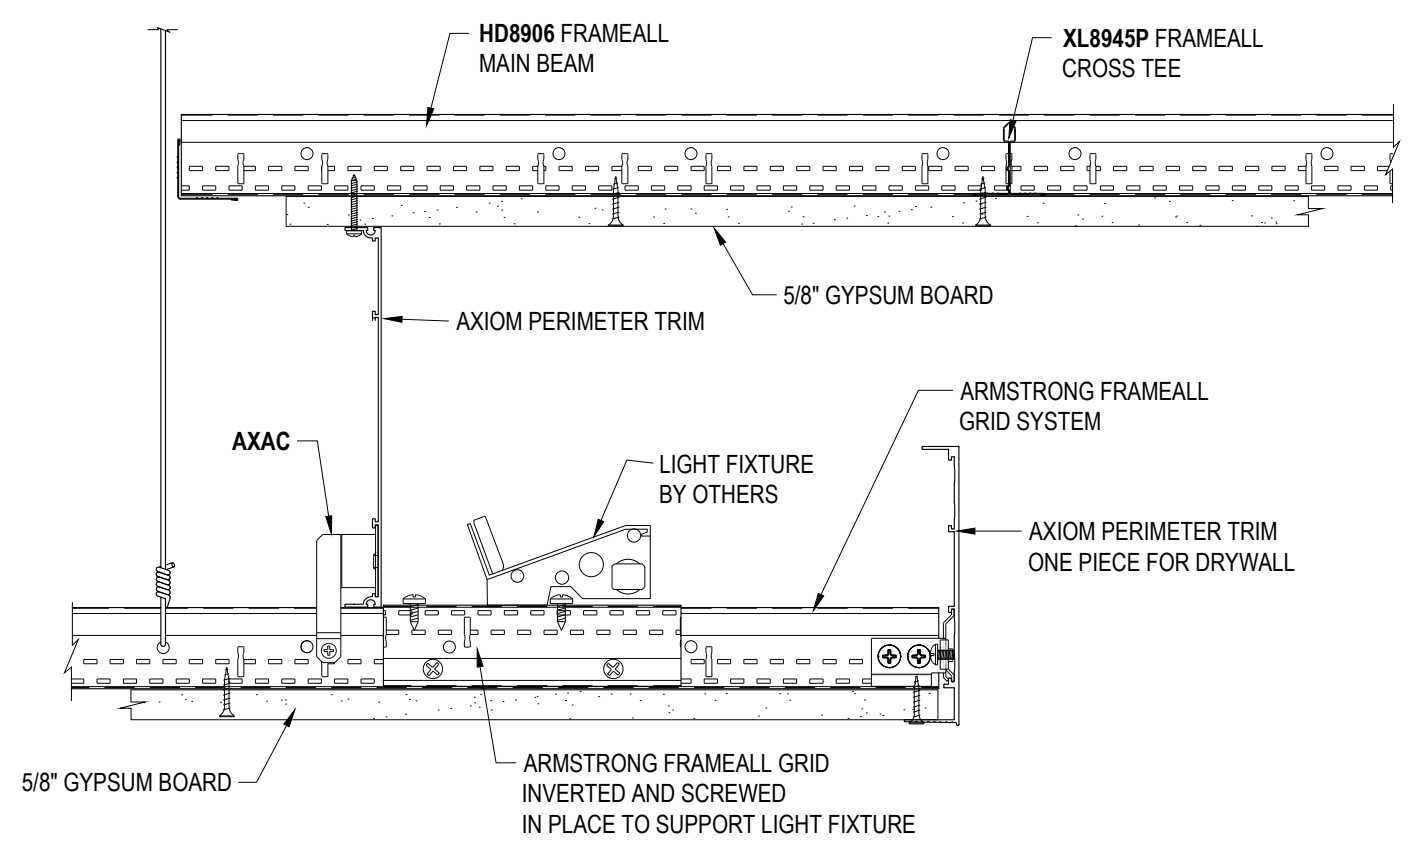 HD8906 FRAMEALL
MAIN BEAM
XL8945P FRAMEALL
CROSS TEE
5/8" GYPSUM BOARD
AXIOM PERIMETER TRIM
ARMSTRONG FRAMEALL
GRID SYSTEM
AXAC
LIGHT FIXTURE
BY OTHERS
AXIOM PERIMETER TRIM
ONE PIECE FOR DRYWALL
5/8" GYPSUM BOARD
ARMSTRONG FRAMEALL GRID
INVERTED AND SCREWED
IN PLACE TO SUPPORT LIGHT FIXTURE